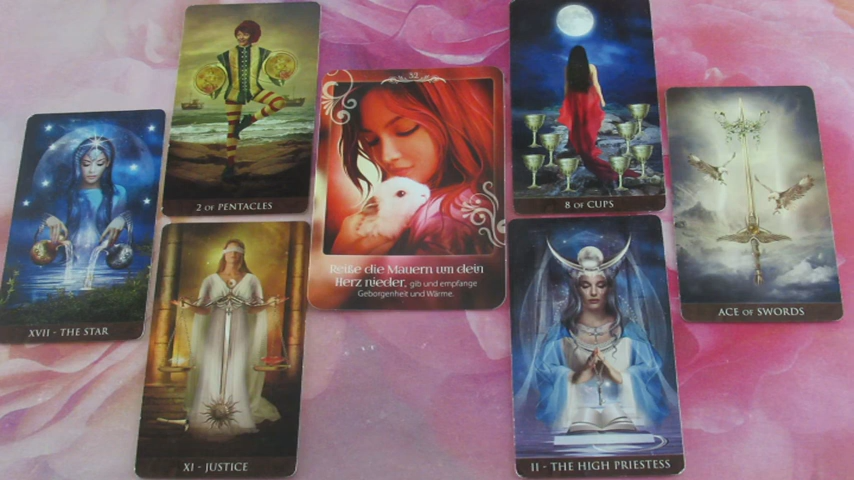 2 OF PENTACLES
8 OF CUPS
XVII - THE STAR
32
Reiße die Mauern um dein
Herz nieder, gib und empfange
Geborgenheit und Wärme.
ACE OF SWORDS
XI - JUSTICE
II - THE HIGH PRIESTESS